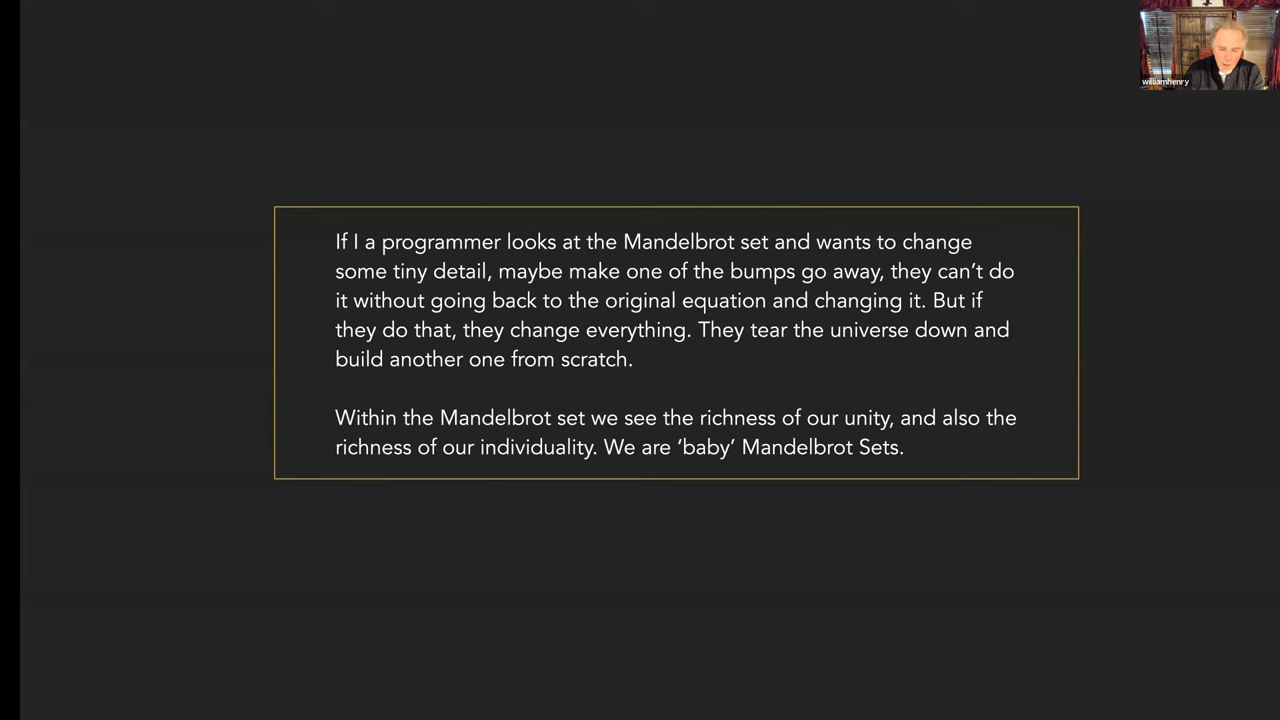 williamhenry
If I a programmer looks at the Mandelbrot set and wants to change
some tiny detail, maybe make one of the bumps go away, they can’t do
it without going back to the original equation and changing it. But if
they do that, they change everything. They tear the universe down and
build another one from scratch.
Within the Mandelbrot set we see the richness of our unity, and also the
richness of our individuality. We are ‘baby’ Mandelbrot Sets.